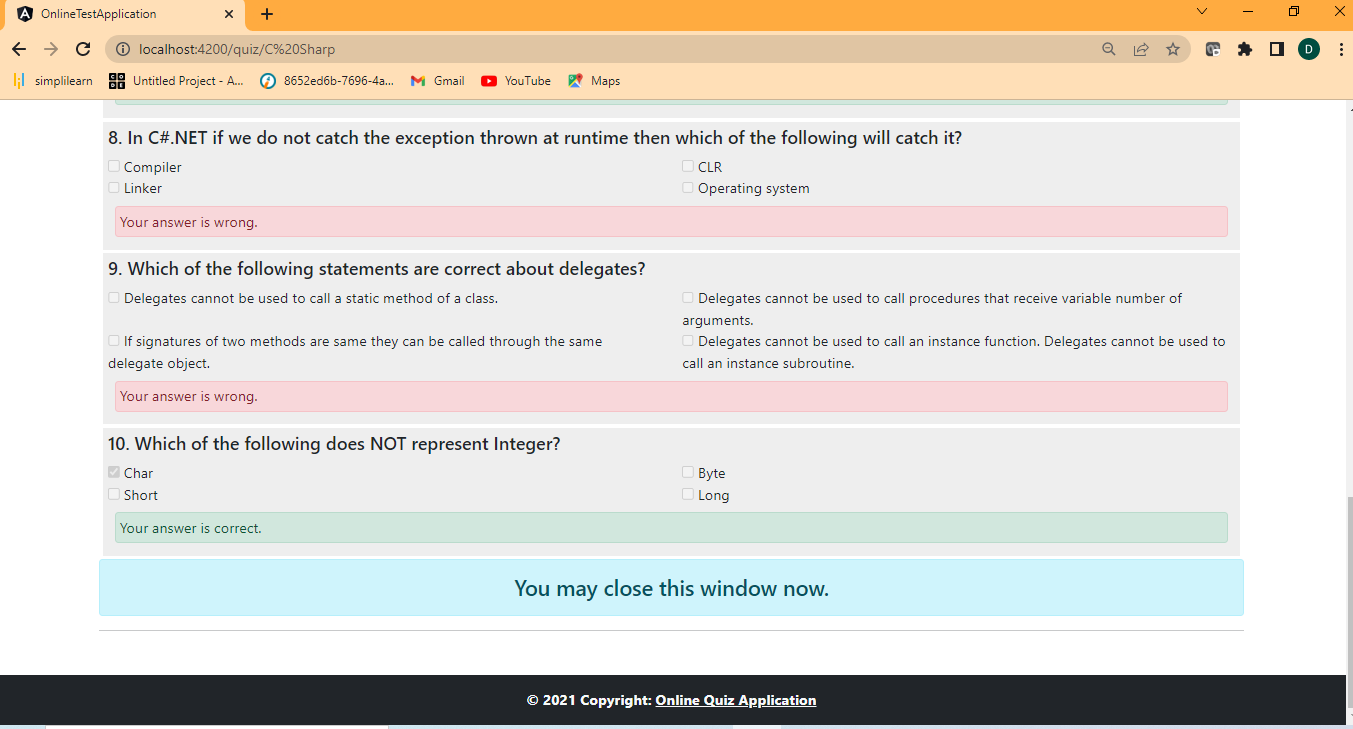 OnlineTestApplication
localhost:4200/quiz/C%20Sharp
D
simplilearn
CODE
Untitled Project - A...
8652ed6b-7696-4a...
Gmail
YouTube
Maps
8. In C#.NET if we do not catch the exception thrown at runtime then which of the following will catch it?
Compiler
CLR
Linker
Operating system
Your answer is wrong.
9. Which of the following statements are correct about delegates?
Delegates cannot be used to call a static method of a class.
Delegates cannot be used to call procedures that receive variable number of
arguments.
If signatures of two methods are same they can be called through the same
delegate object.
Delegates cannot be used to call an instance function. Delegates cannot be used to
call an instance subroutine.
Your answer is wrong.
10. Which of the following does NOT represent Integer?
Char
Byte
Short
Long
Your answer is correct.
You may close this window now.
© 2021 Copyright: Online Quiz Application